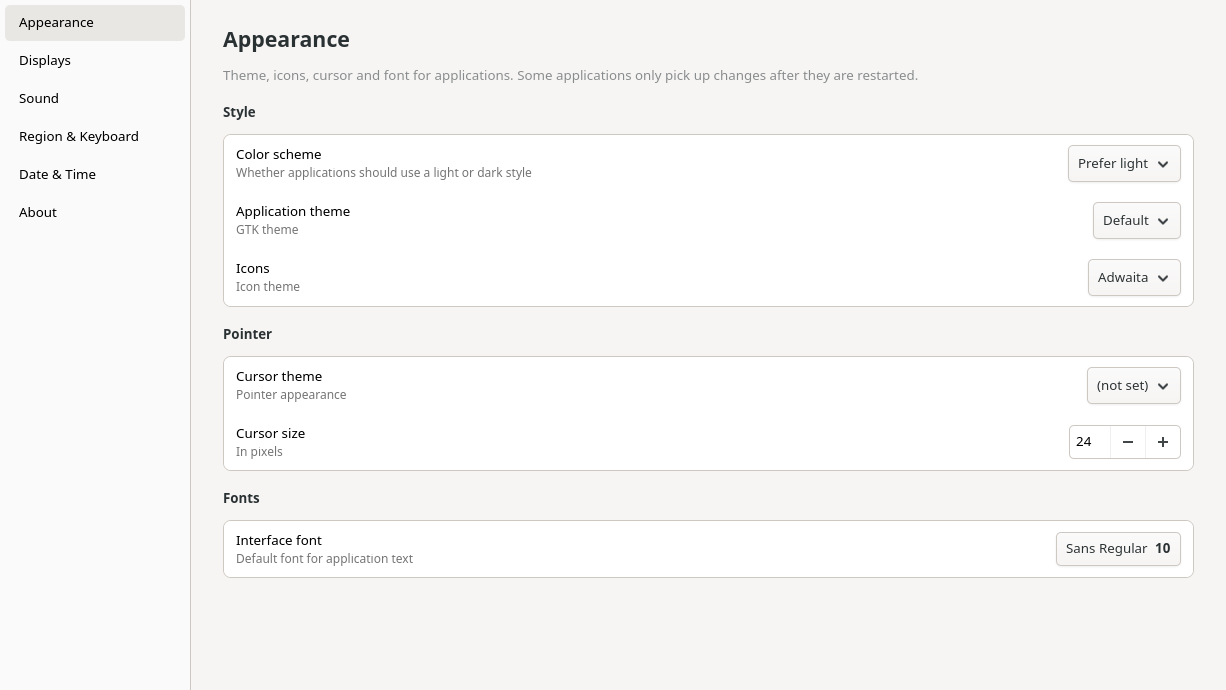 Appearance
Displays
Sound
Region & Keyboard
Date & Time
About
Appearance
Theme, icons, cursor and font for applications. Some applications only pick up changes after they are restarted.
Style
Color scheme
Whether applications should use a light or dark style
Prefer light
Application theme
GTK theme
Default
Icons
Icon theme
Adwaita
Pointer
Cursor theme
Pointer appearance
(not set)
Cursor size
In pixels
24
Fonts
Interface font
Default font for application text
Sans Regular 10